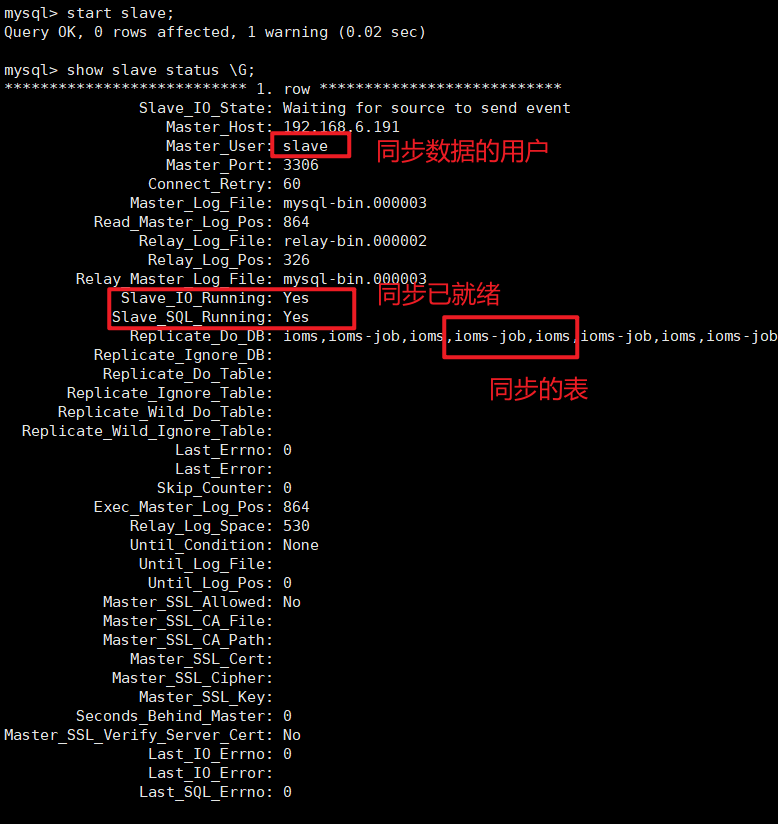 mysql> start slave;
Query OK, 0 rows affected, 1 warning (0.02 sec)
mysql> show slave status \G;
*************************** 1. row ***************************
Slave_IO_State: Waiting for source to send event
Master_Host: 192.168.6.191
Master_User: slave 同步数据的用户
Master_Port: 3306
Connect_Retry: 60
Master_Log_File: mysql-bin.000003
Read_Master_Log_Pos: 864
Relay_Log_File: relay-bin.000002
Relay_Log_Pos: 326
Relay_Master_Log_File: mysql-bin.000003
Slave_IO_Running: Yes 同步已就绪
Slave_SQL_Running: Yes
Replicate_Do_DB: ioms,ioms-job,ioms,ioms-job,ioms,ioms-job,ioms,ioms-job
Replicate_Ignore_DB:
Replicate_Do_Table:
同步的表
Replicate_Ignore_Table:
Replicate_Wild_Do_Table:
Replicate_Wild_Ignore_Table:
Last_Errno: 0
Last_Error:
Skip_Counter: 0
Exec_Master_Log_Pos: 864
Relay_Log_Space: 530
Until_Condition: None
Until_Log_File:
Until_Log_Pos: 0
Master_SSL_Allowed: No
Master_SSL_CA_File:
Master_SSL_CA_Path:
Master_SSL_Cert:
Master_SSL_Cipher:
Master_SSL_Key:
Seconds_Behind_Master: 0
Master_SSL_Verify_Server_Cert: No
Last_IO_Errno: 0
Last_IO_Error:
Last_SQL_Errno: 0